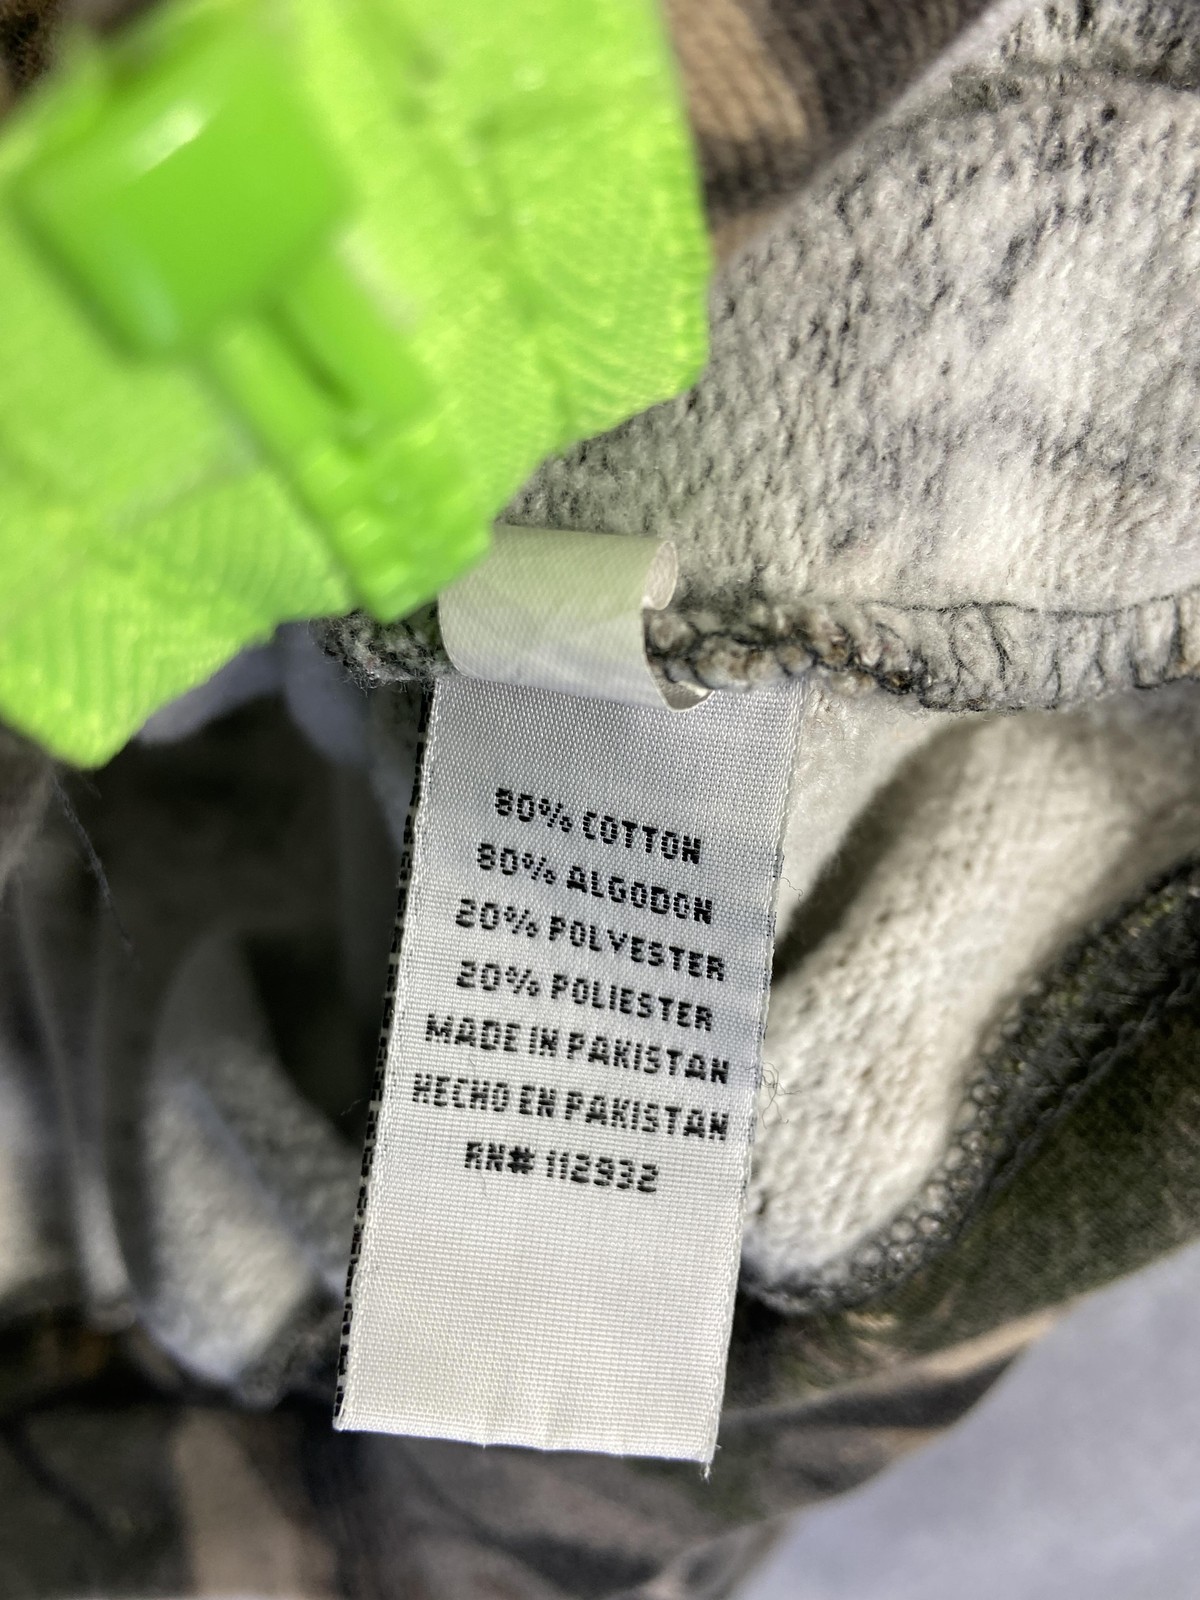 80% COTTON
80% ALGODON
20% POLYESTER
20% POLIESTER
MADE IN PAKISTAN
HECHO EN PAKISTAN
RN# 112932